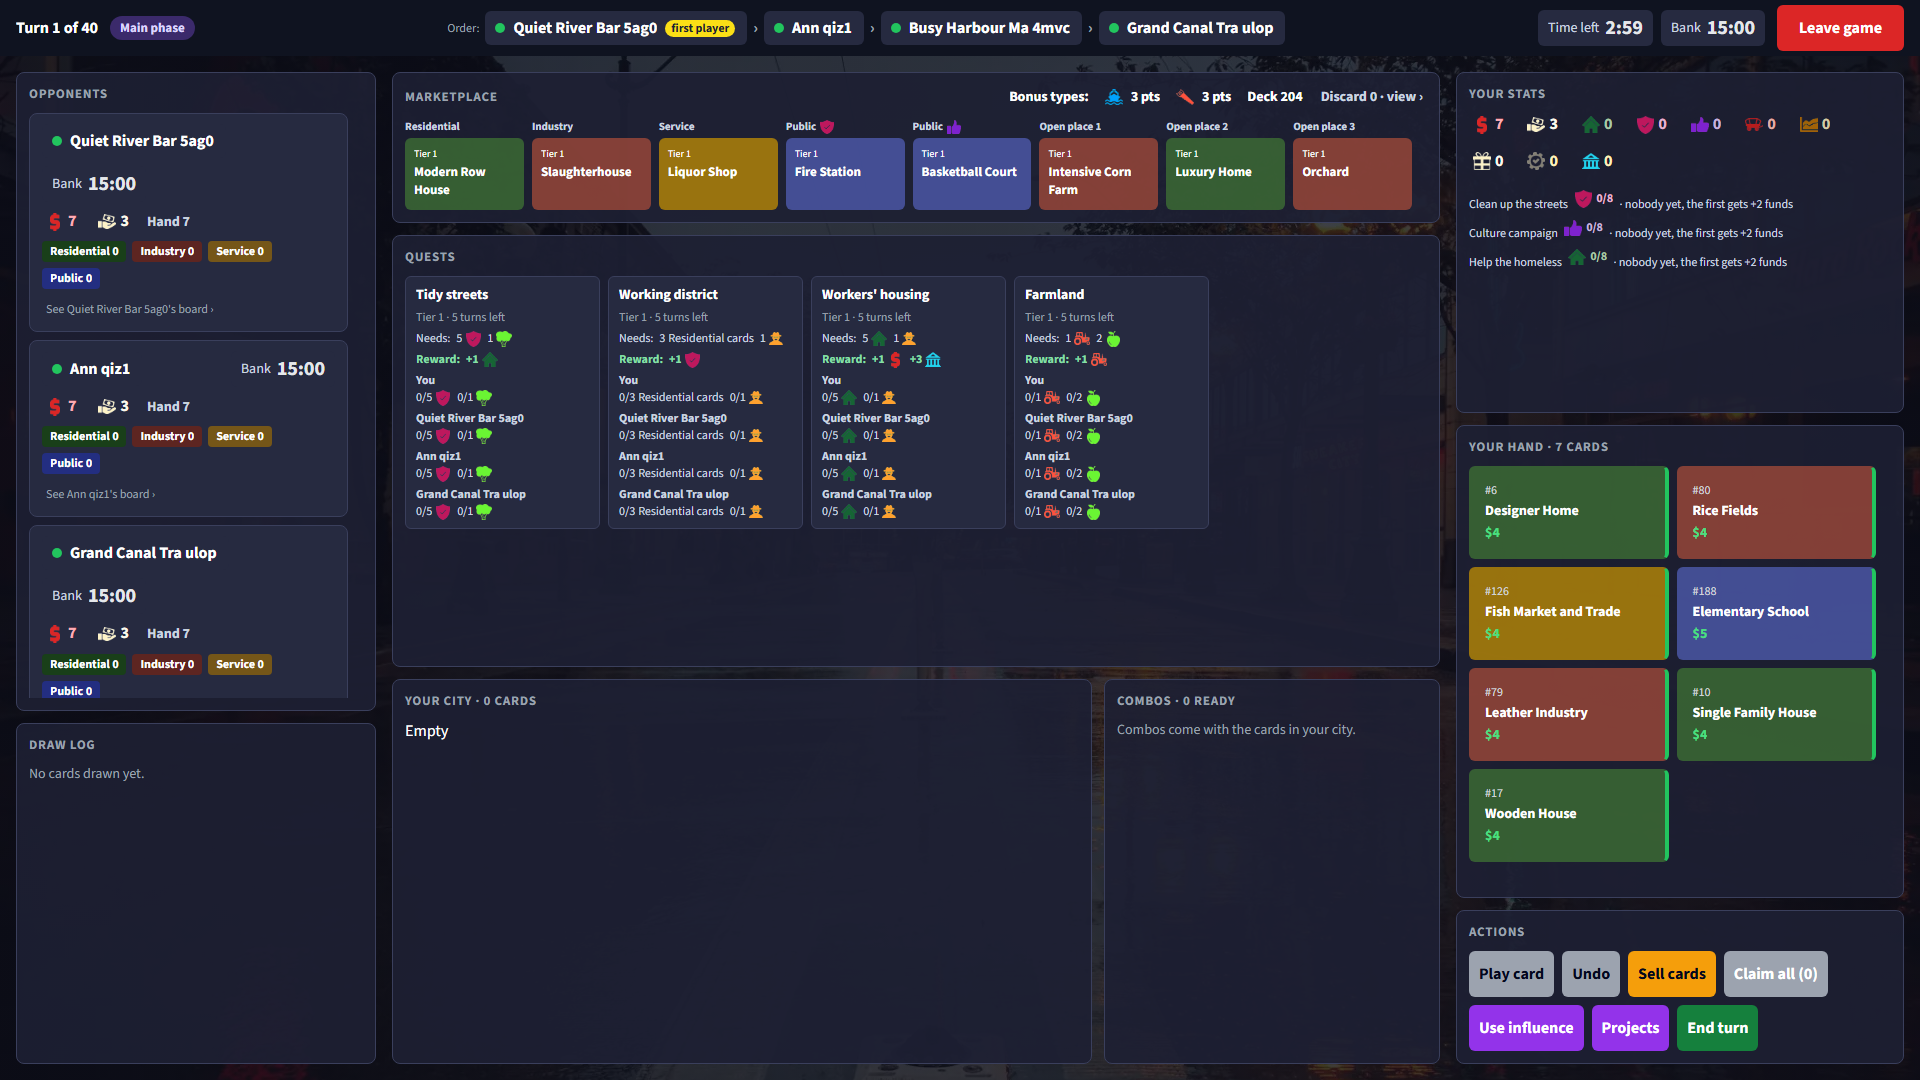 Turn 1 of 40
Main phase
Order:
Quiet River Bar 5ag0 first player › Ann qiz1 › Busy Harbour Ma 4mvc › Grand Canal Tra ulop
Time left 2:59
Bank 15:00
Leave game
OPPONENTS
Quiet River Bar 5ag0
Bank 15:00
7 3 Hand 7
Residential 0 Industry 0 Service 0
Public 0
See Quiet River Bar 5ag0's board ›
Ann qiz1 Bank 15:00
7 3 Hand 7
Residential 0 Industry 0 Service 0
Public 0
See Ann qiz1's board ›
Grand Canal Tra ulop
Bank 15:00
7 3 Hand 7
Residential 0 Industry 0 Service 0
Public 0
DRAW LOG
No cards drawn yet.
MARKETPLACE
Bonus types: 3 pts 3 pts Deck 204 Discard 0 · view ›
Residential
Tier 1
Modern Row
House
Industry
Tier 1
Slaughterhouse
Service
Tier 1
Liquor Shop
Public
Tier 1
Fire Station
Public
Tier 1
Basketball Court
Open place 1
Tier 1
Intensive Corn
Farm
Open place 2
Tier 1
Luxury Home
Open place 3
Tier 1
Orchard
QUESTS
Tidy streets
Tier 1 · 5 turns left
Needs: 5 1
Reward: +1
You
0/5 0/1
Quiet River Bar 5ag0
0/5 0/1
Ann qiz1
0/5 0/1
Grand Canal Tra ulop
0/5 0/1
Working district
Tier 1 · 5 turns left
Needs: 3 Residential cards 1
Reward: +1
You
0/3 Residential cards 0/1
Quiet River Bar 5ag0
0/3 Residential cards 0/1
Ann qiz1
0/3 Residential cards 0/1
Grand Canal Tra ulop
0/3 Residential cards 0/1
Workers' housing
Tier 1 · 5 turns left
Needs: 5 1
Reward: +1 +3
You
0/5 0/1
Quiet River Bar 5ag0
0/5 0/1
Ann qiz1
0/5 0/1
Grand Canal Tra ulop
0/5 0/1
Farmland
Tier 1 · 5 turns left
Needs: 1 2
Reward: +1
You
0/1 0/2
Quiet River Bar 5ag0
0/1 0/2
Ann qiz1
0/1 0/2
Grand Canal Tra ulop
0/1 0/2
YOUR CITY · 0 CARDS
Empty
COMBOS · 0 READY
Combos come with the cards in your city.
YOUR STATS
7 3 0 0 0 0 0
0 0 0
Clean up the streets 0/8 · nobody yet, the first gets +2 funds
Culture campaign 0/8 · nobody yet, the first gets +2 funds
Help the homeless 0/8 · nobody yet, the first gets +2 funds
YOUR HAND · 7 CARDS
#6
Designer Home
$4
#80
Rice Fields
$4
#126
Fish Market and Trade
$4
#188
Elementary School
$5
#79
Leather Industry
$4
#10
Single Family House
$4
#17
Wooden House
$4
ACTIONS
Play card
Undo
Sell cards
Claim all (0)
Use influence
Projects
End turn